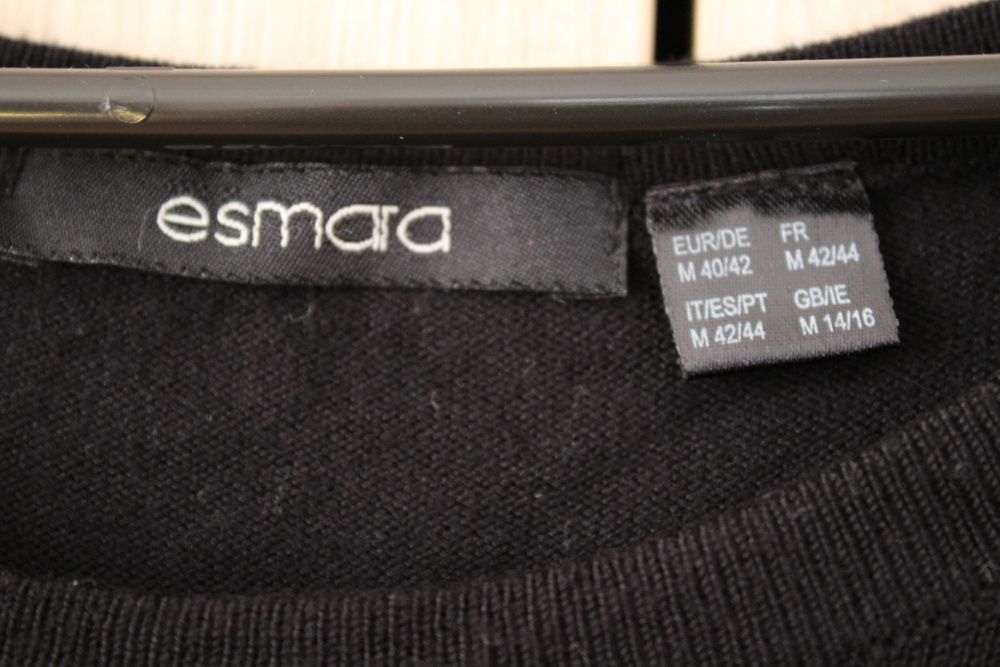 esmara
EUR/DE FR
M 40/42 M 42/44
IT/ES/PT GB/IE
M 42/44 M 14/16